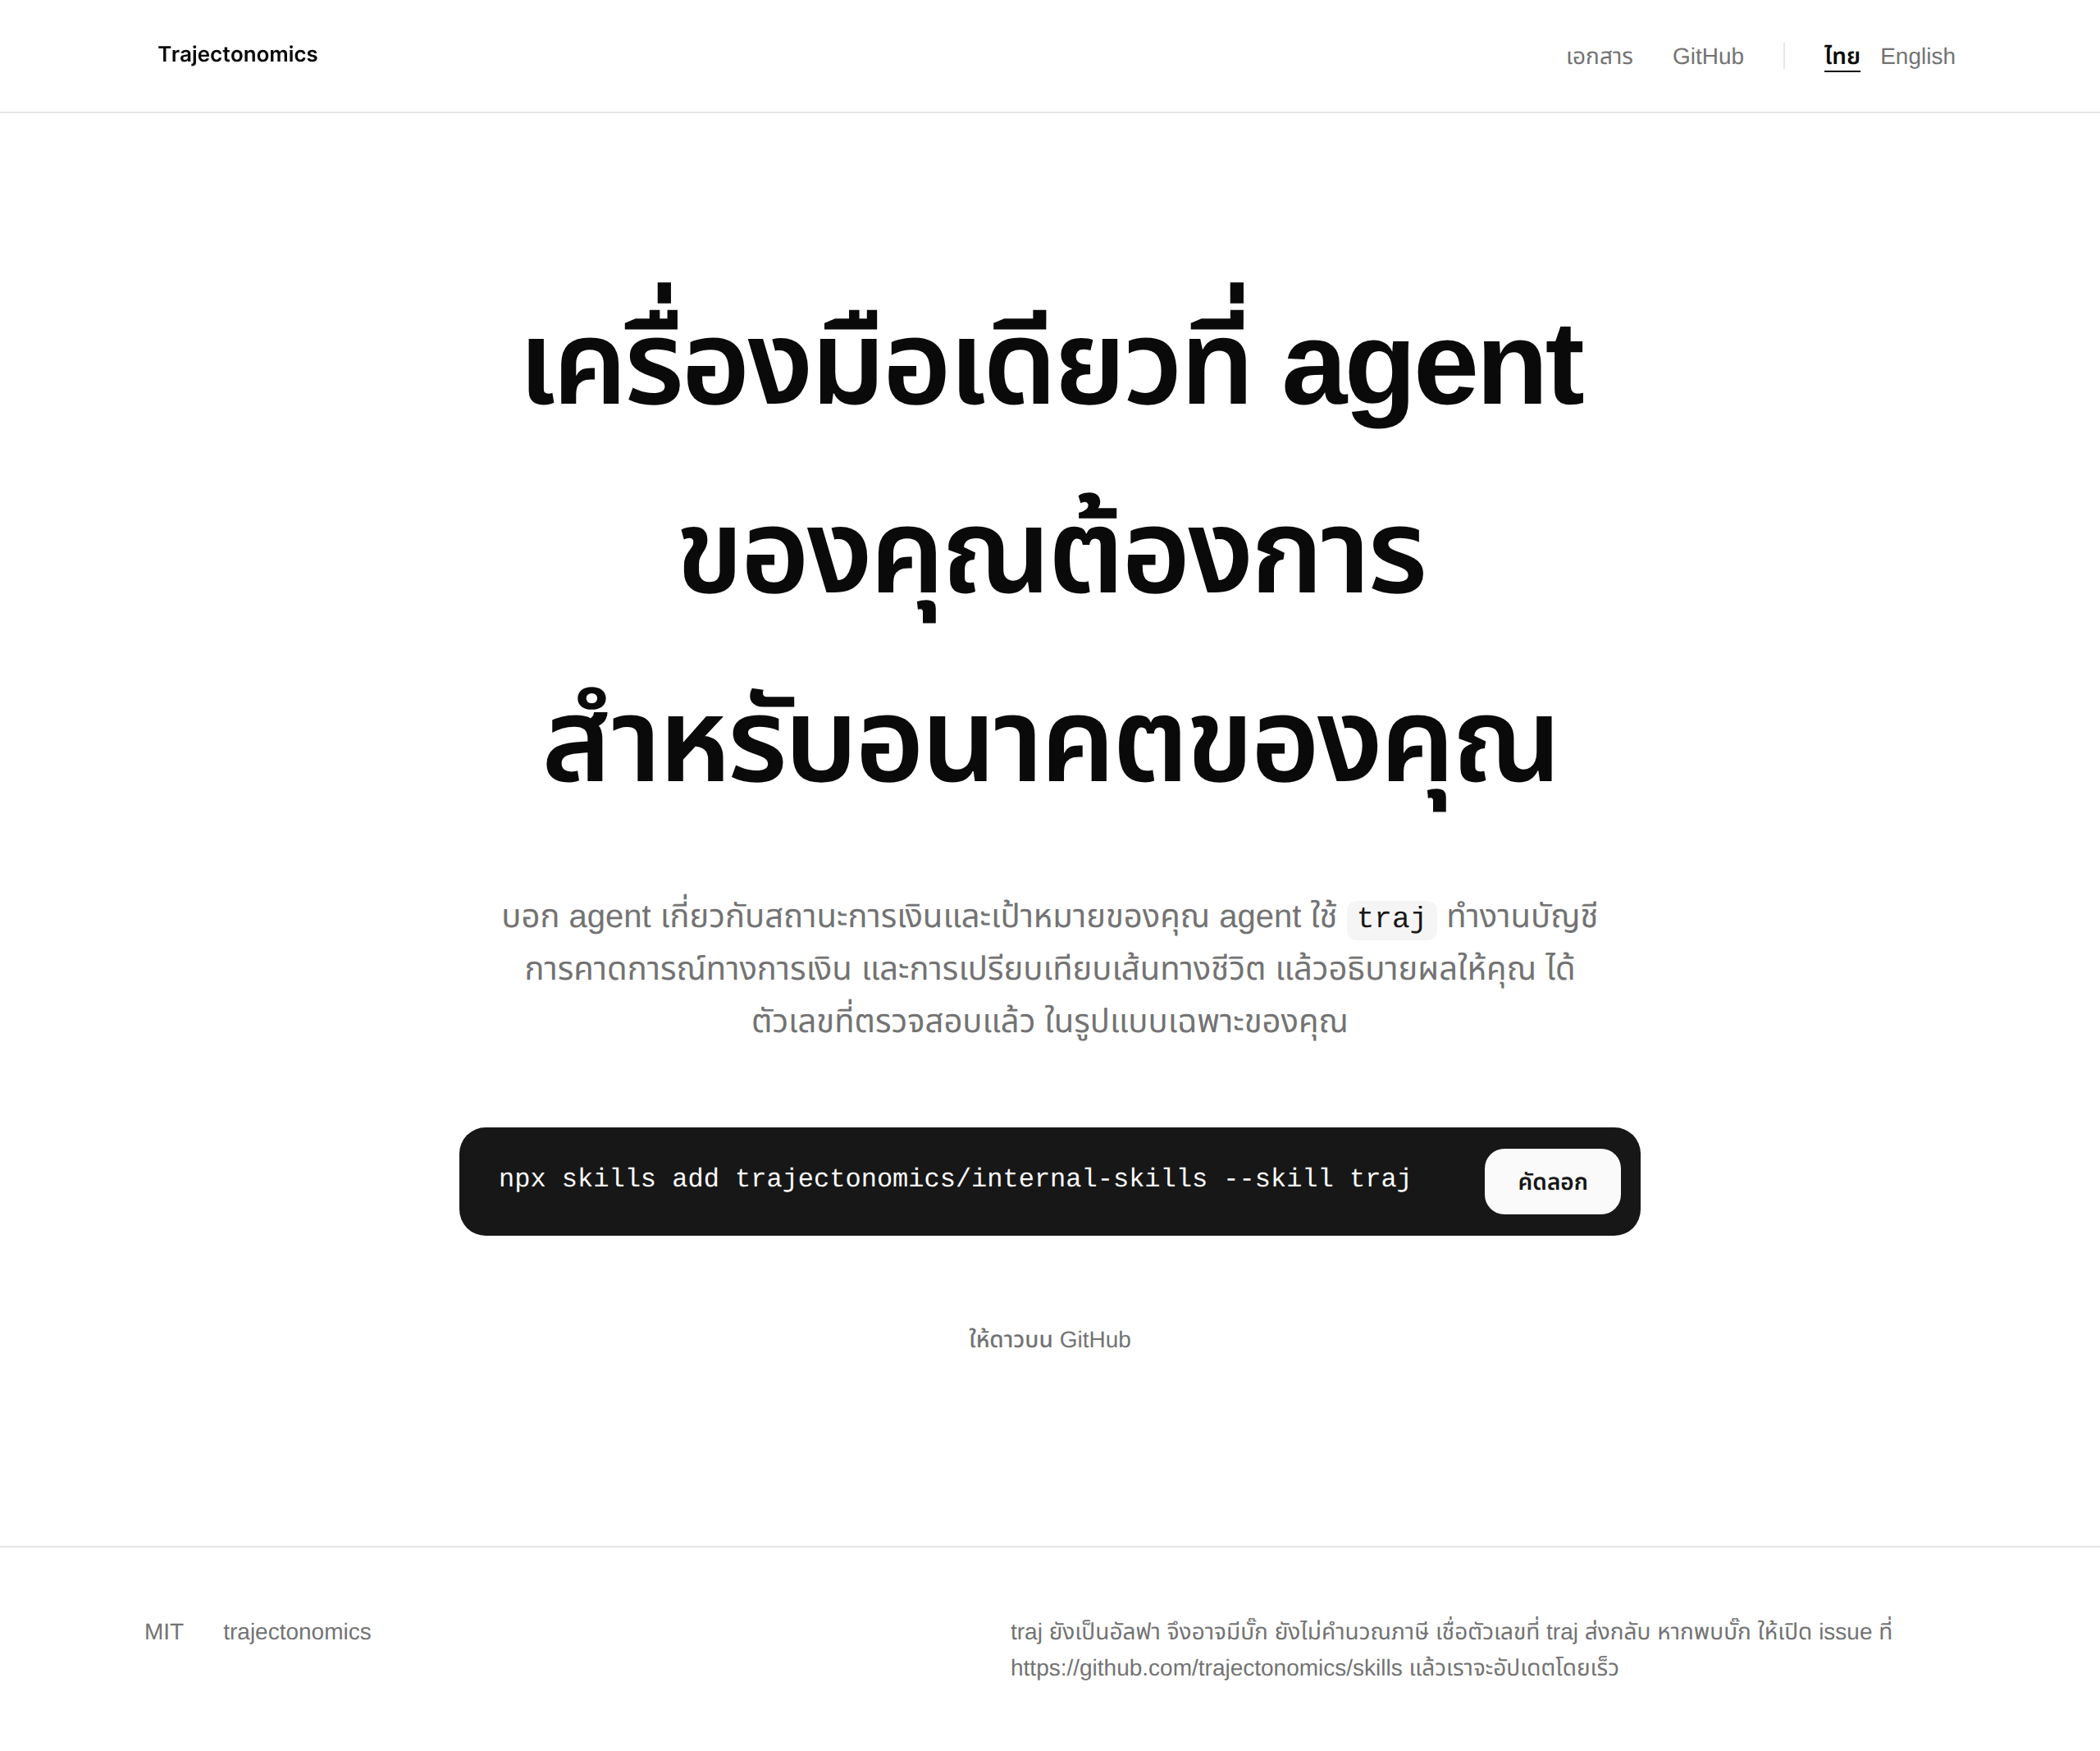 Trajectonomics
เอกสาร GitHub ไทย English
เครื่องมือเดียวที่ agent
ของคุณต้องการ
สำหรับอนาคตของคุณ
บอก agent เกี่ยวกับสถานะการเงินและเป้าหมายของคุณ agent ใช้ traj ทำงานบัญชี
การคาดการณ์ทางการเงิน และการเปรียบเทียบเส้นทางชีวิต แล้วอธิบายผลให้คุณ ได้
ตัวเลขที่ตรวจสอบแล้ว ในรูปแบบเฉพาะของคุณ
npx skills add trajectonomics/internal-skills --skill traj คัดลอก
ให้ดาวบน GitHub
MIT trajectonomics
traj ยังเป็นอัลฟา จึงอาจมีบั๊ก ยังไม่คำนวณภาษี เชื่อตัวเลขที่ traj ส่งกลับ หากพบบั๊ก ให้เปิด issue ที่
https://github.com/trajectonomics/skills แล้วเราจะอัปเดตโดยเร็ว